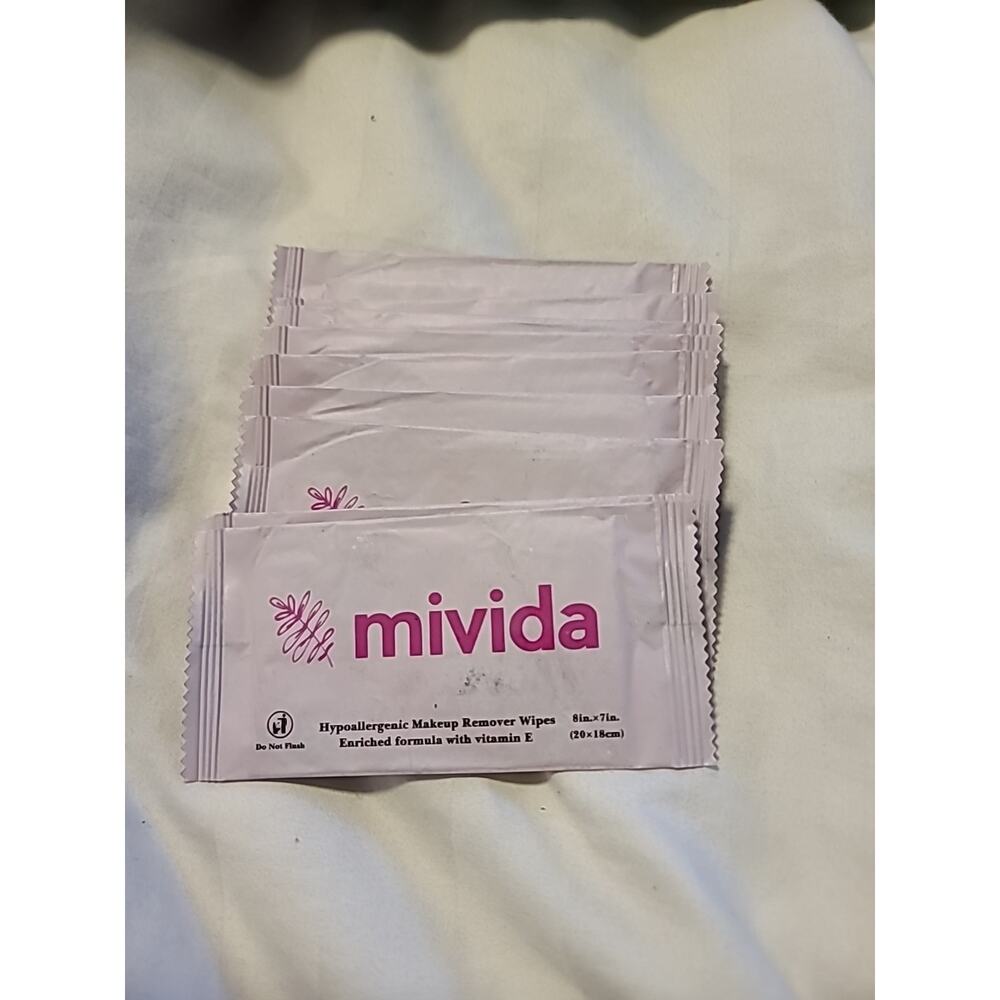 mivida
Hypoallergenic Makeup Remover Wipes
Enriched formula with vitamin E
8in.×7in.
(20×18cm)
Do Not Flush